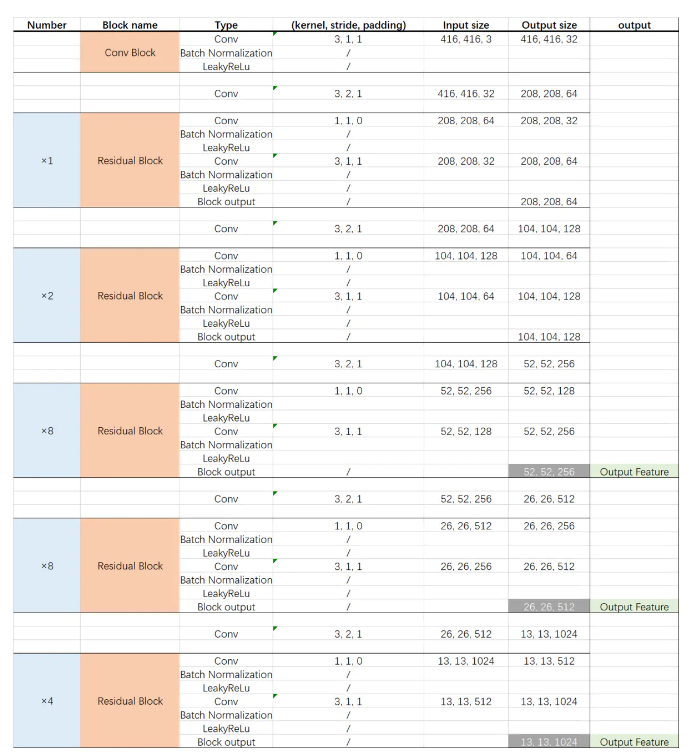 Number Block name Type (kernel, stride, padding) Input size Output size output
Conv 3, 1, 1 416, 416, 3 416, 416, 32
Conv Block Batch Normalization /
LeakyReLu /
Conv 3, 2, 1 416, 416, 32 208, 208, 64
Conv 1, 1, 0 208, 208, 64 208, 208, 32
Batch Normalization /
LeakyReLu /
×1 Residual Block Conv 3, 1, 1 208, 208, 32 208, 208, 64
Batch Normalization /
LeakyReLu /
Block output / 208, 208, 64
Conv 3, 2, 1 208, 208, 64 104, 104, 128
Conv 1, 1, 0 104, 104, 128 104, 104, 64
Batch Normalization /
LeakyReLu /
×2 Residual Block Conv 3, 1, 1 104, 104, 64 104, 104, 128
Batch Normalization /
LeakyReLu /
Block output / 104, 104, 128
Conv 3, 2, 1 104, 104, 128 52, 52, 256
Conv 1, 1, 0 52, 52, 256 52, 52, 128
Batch Normalization
LeakyReLu
×8 Residual Block Conv 3, 1, 1 52, 52, 128 52, 52, 256
Batch Normalization
LeakyReLu
Block output / 52, 52, 256 Output Feature
Conv 3, 2, 1 52, 52, 256 26, 26, 512
Conv 1, 1, 0 26, 26, 512 26, 26, 256
Batch Normalization /
LeakyReLu /
×8 Residual Block Conv 3, 1, 1 26, 26, 256 26, 26, 512
Batch Normalization /
LeakyReLu /
Block output / 26, 26, 512 Output Feature
Conv 3, 2, 1 26, 26, 512 13, 13, 1024
Conv 1, 1, 0 13, 13, 1024 13, 13, 512
Batch Normalization /
LeakyReLu /
×4 Residual Block Conv 3, 1, 1 13, 13, 512 13, 13, 1024
Batch Normalization /
LeakyReLu /
Block output / 13, 13, 1024 Output Feature